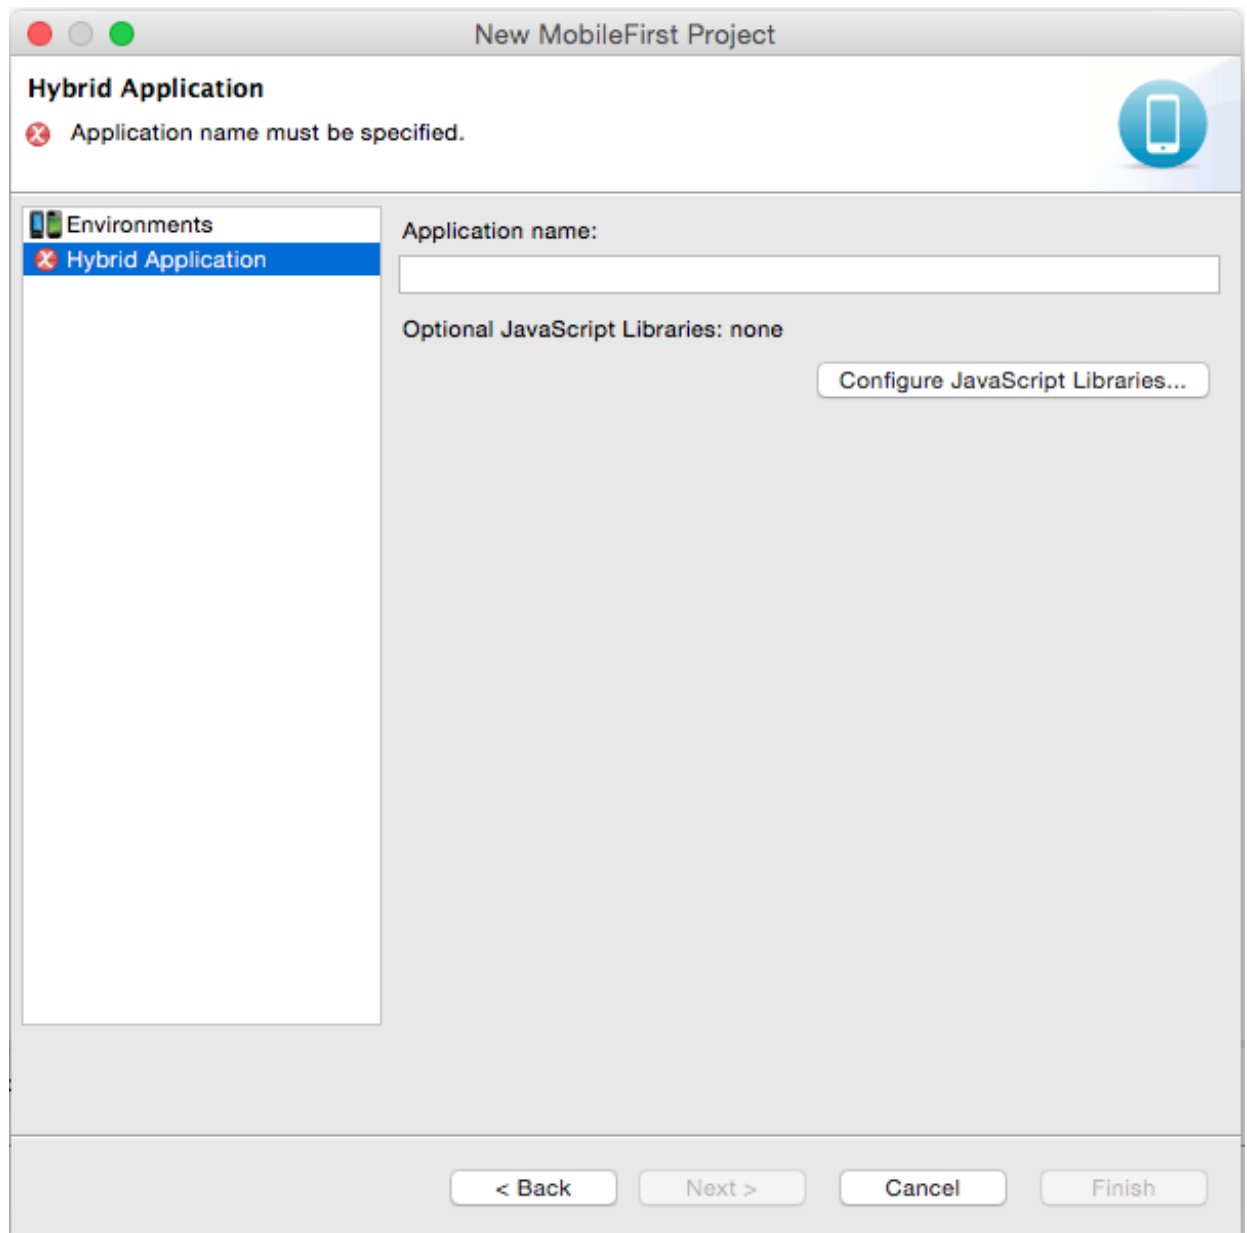 New MobileFirst Project
Hybrid Application
Application name must be specified.
Environments
Hybrid Application
Application name:
Optional JavaScript Libraries: none
Configure JavaScript Libraries...
< Back
Next >
Cancel
Finish